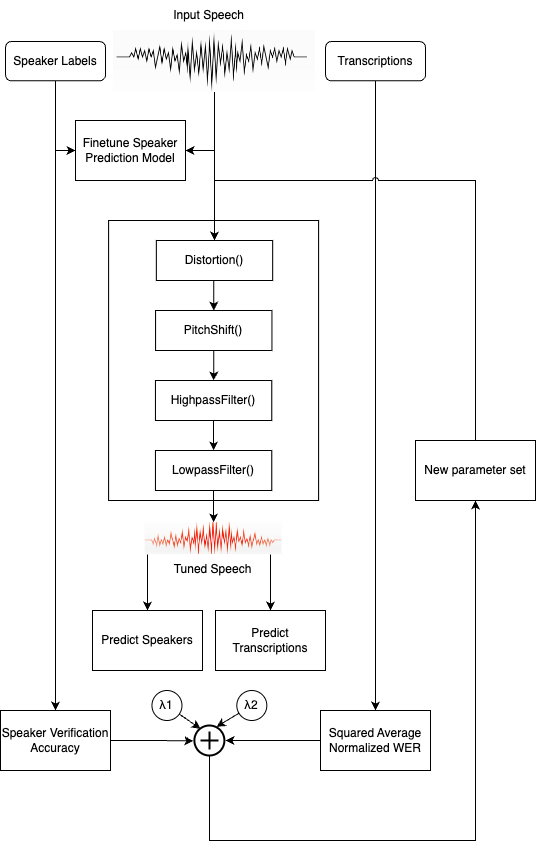 Input Speech
Speaker Labels
Transcriptions
Finetune Speaker
Prediction Model
Distortion()
PitchShift()
HighpassFilter()
LowpassFilter()
New parameter set
Tuned Speech
Predict Speakers
Predict
Transcriptions
λ1
λ2
Speaker Verification
Accuracy
Squared Average
Normalized WER